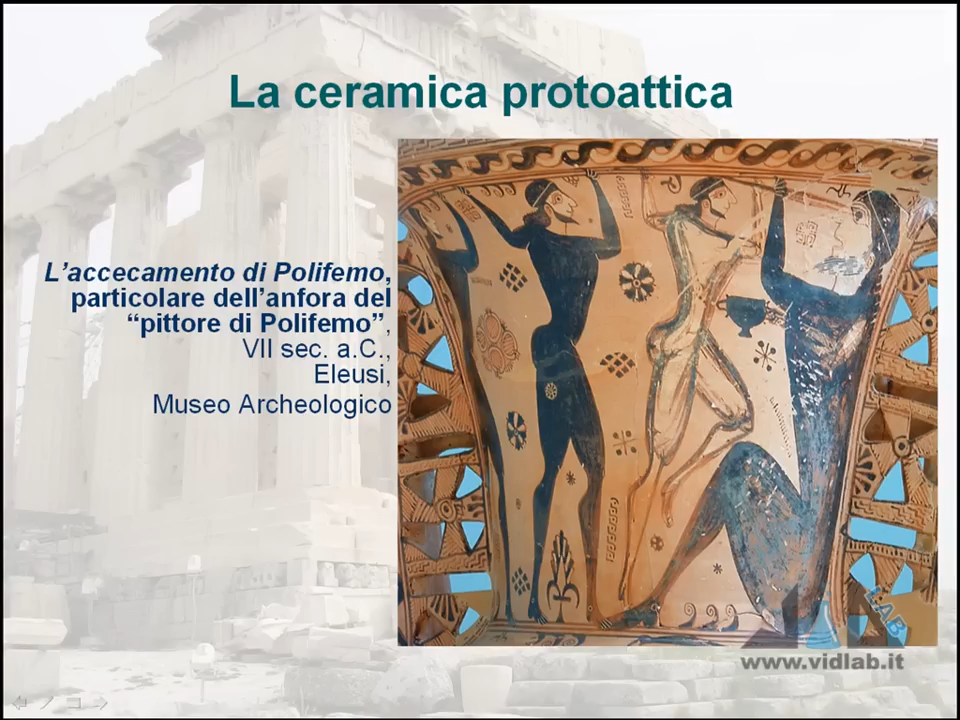 La ceramica protoattica
L’accecamento di Polifemo,
particolare dell’anfora del
“pittore di Polifemo”,
VII sec. a.C.,
Eleusi,
Museo Archeologico
LAB
www.vidlab.it